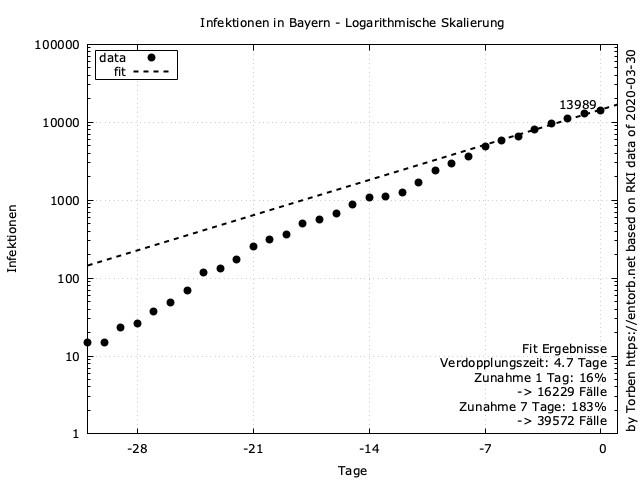 Infektionen in Bayern - Logarithmische Skalierung
100000
10000
1000
100
10
1
Infektionen
data
fit
13989
Fit Ergebnisse
Verdopplungszeit: 4.7 Tage
Zunahme 1 Tag: 16%
-> 16229 Fälle
Zunahme 7 Tage: 183%
-> 39572 Fälle
-28 -21 -14 -7 0
Tage
by Torben https://entorb.net based on RKI data of 2020-03-30